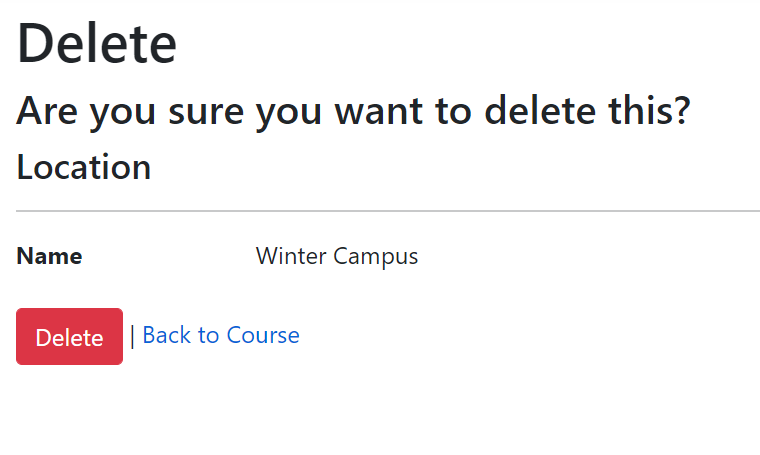 Delete
Are you sure you want to delete this?
Location
Name Winter Campus
Delete | Back to Course